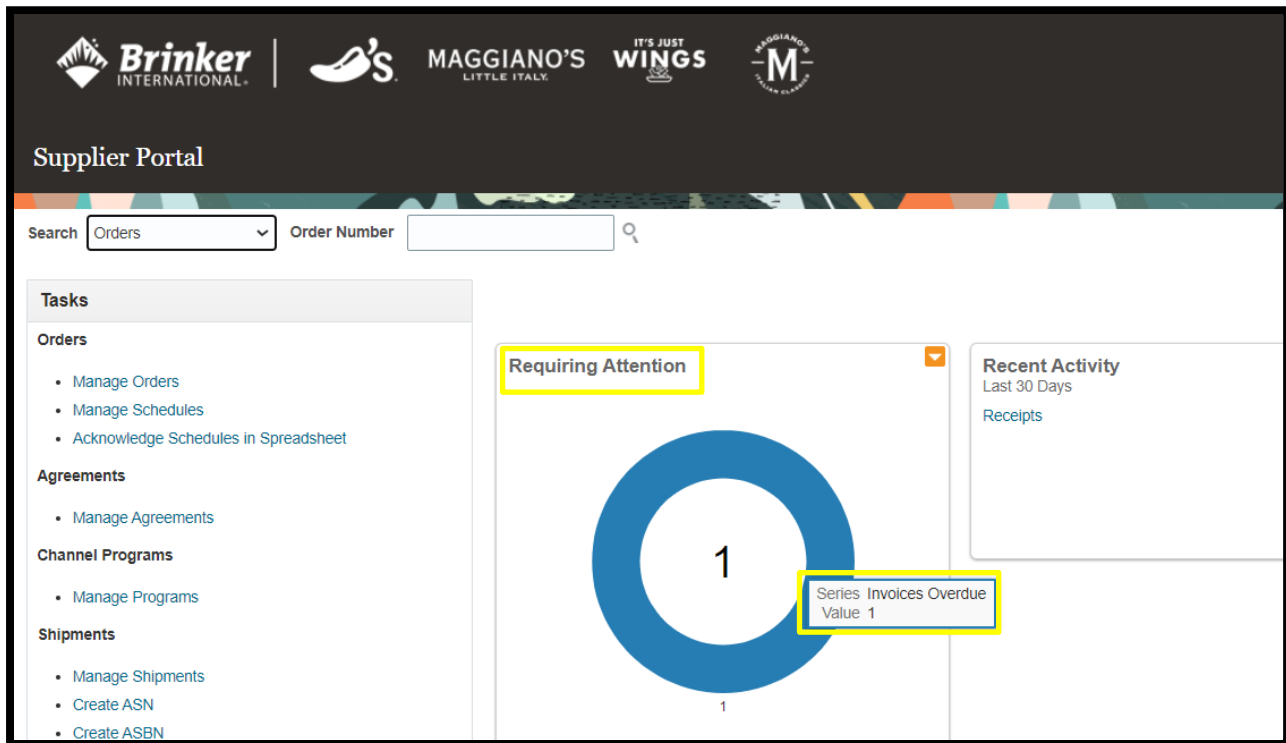 Brinker
INTERNATIONAL.
's.
MAGGIANO'S
LITTLE ITALY.
IT'S JUST
WINGS
MAGGIANO'S
M
ITALIAN CLASSICS
Supplier Portal
Search Orders Order Number
Tasks
Orders
Manage Orders
Manage Schedules
Acknowledge Schedules in Spreadsheet
Agreements
Manage Agreements
Channel Programs
Manage Programs
Shipments
Manage Shipments
Create ASN
Create ASBN
Requiring Attention
1
Series Invoices Overdue
Value 1
1
Recent Activity
Last 30 Days
Receipts